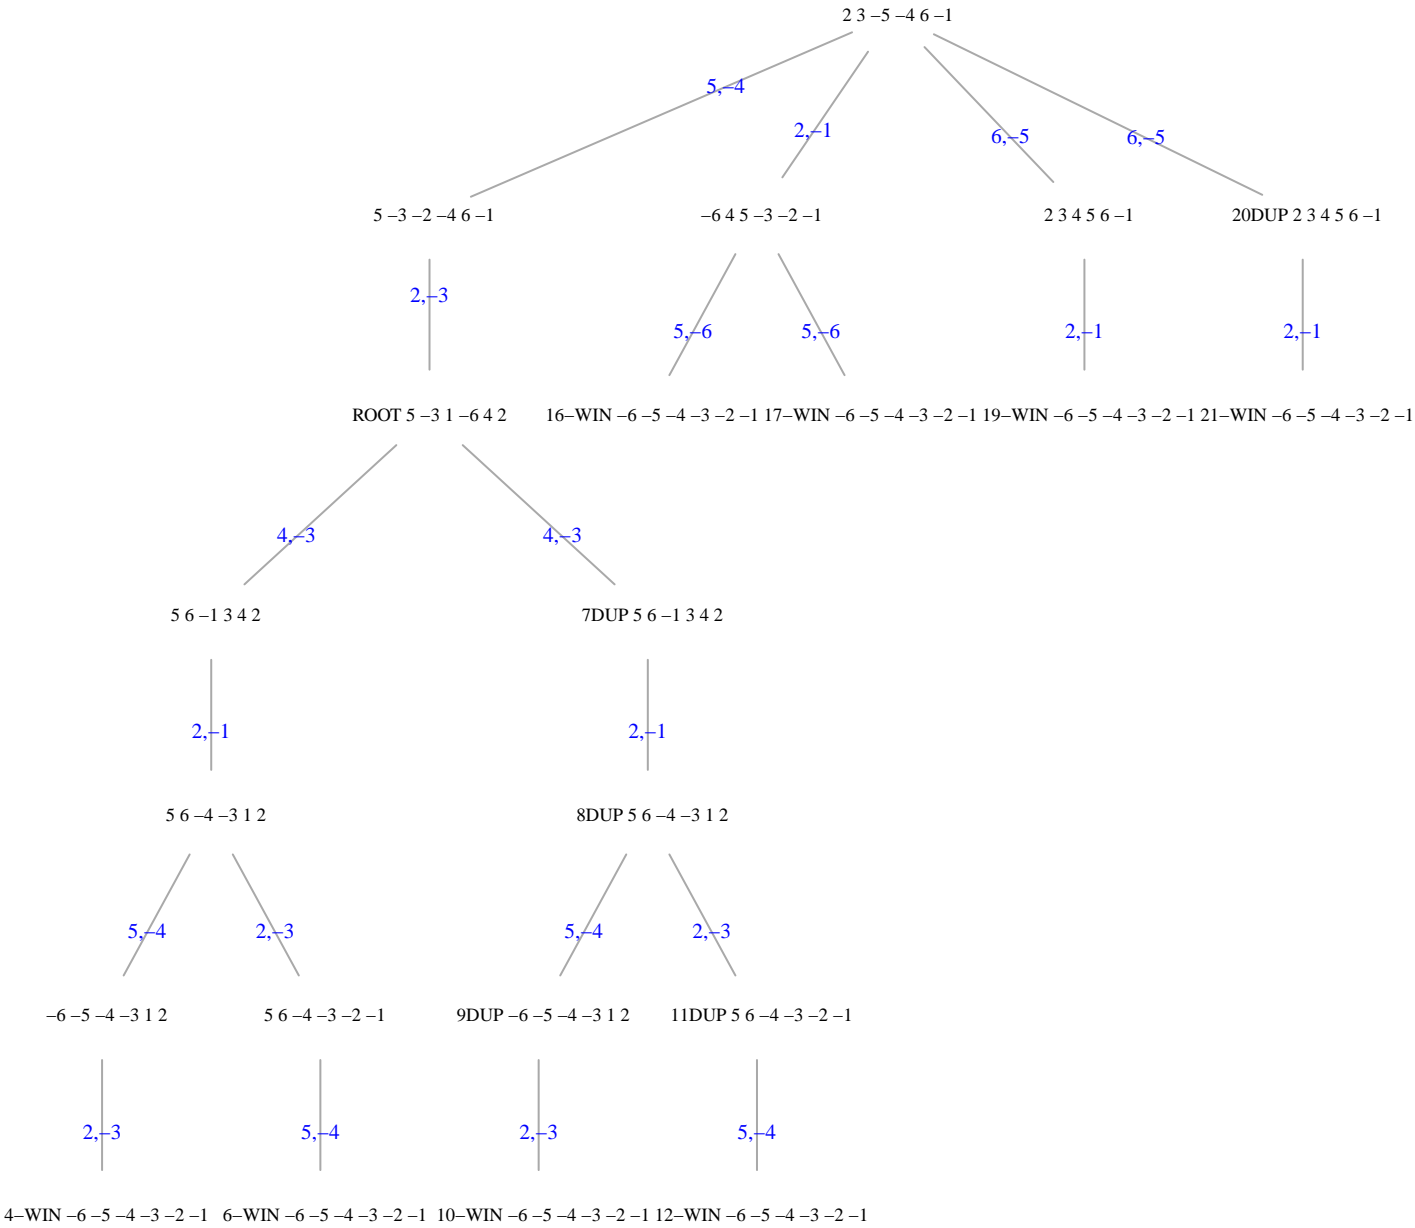 2 3 –5 –4 6 –1
5,–4
2,–1
6,–5
6,–5
5 –3 –2 –4 6 –1
–6 4 5 –3 –2 –1
2 3 4 5 6 –1
20DUP 2 3 4 5 6 –1
2,–3
5,–6
5,–6
2,–1
2,–1
ROOT 5 –3 1 –6 4 2
16–WIN –6 –5 –4 –3 –2 –1
17–WIN –6 –5 –4 –3 –2 –1
19–WIN –6 –5 –4 –3 –2 –1
21–WIN –6 –5 –4 –3 –2 –1
4,–3
4,–3
5 6 –1 3 4 2
7DUP 5 6 –1 3 4 2
2,–1
2,–1
5 6 –4 –3 1 2
8DUP 5 6 –4 –3 1 2
5,–4
2,–3
5,–4
2,–3
–6 –5 –4 –3 1 2
5 6 –4 –3 –2 –1
9DUP –6 –5 –4 –3 1 2
11DUP 5 6 –4 –3 –2 –1
2,–3
5,–4
2,–3
5,–4
4–WIN –6 –5 –4 –3 –2 –1
6–WIN –6 –5 –4 –3 –2 –1
10–WIN –6 –5 –4 –3 –2 –1
12–WIN –6 –5 –4 –3 –2 –1